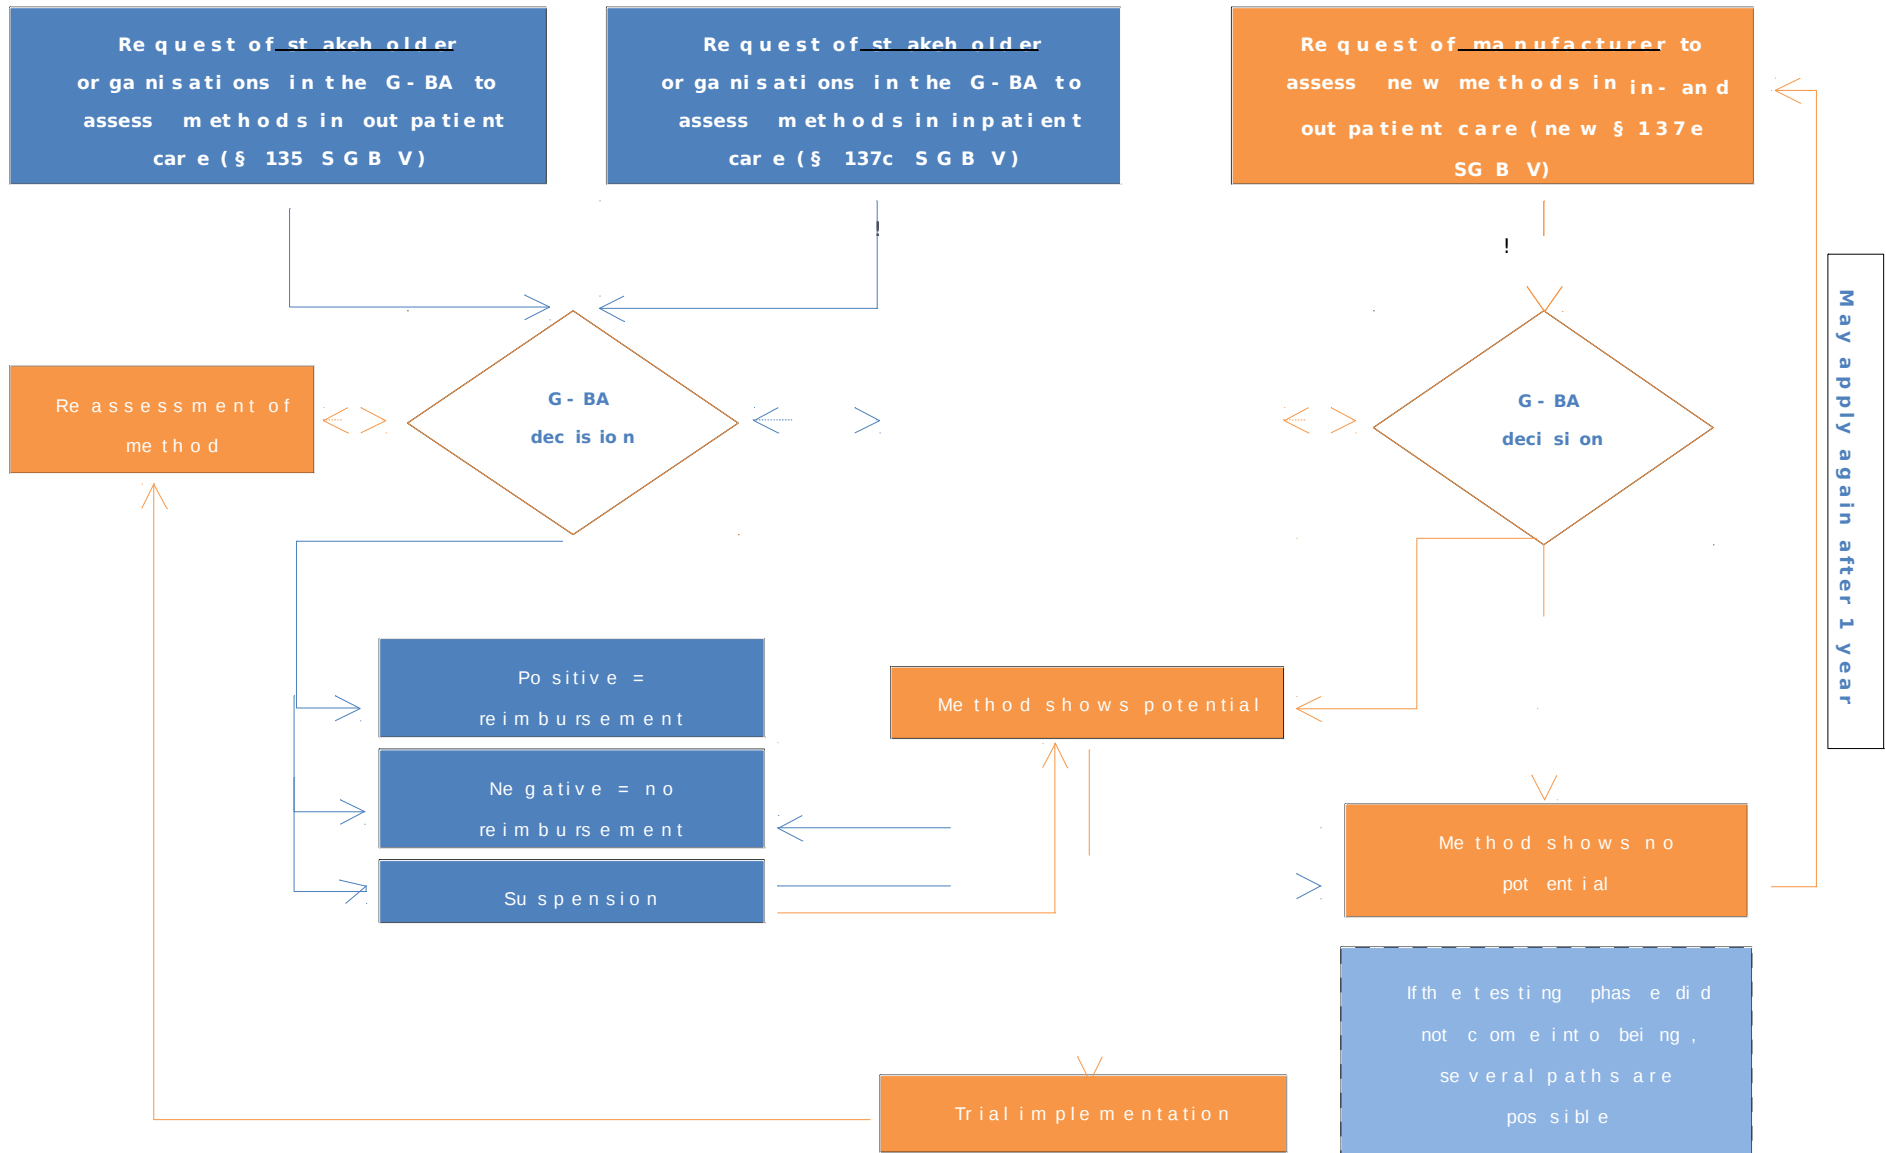 Request of stakeholder
organisations in the G-BA to
assess methods in outpatient
care (§ 135 SGB V)
Request of stakeholder
organisations in the G-BA to
assess methods in inpatient
care (§ 137c SGB V)
Request of manufacturer to
assess new methods in in- and
outpatient care (new § 137e
SGB V)
!
!
G-BA
decision
G-BA
decision
Reassessment of
method
May apply again after 1 year
Positive =
reimbursement
Negative = no
reimbursement
Suspension
Method shows potential
Method shows no
potential
If the testing phase did
not come into being,
several paths are
possible
Trial implementation